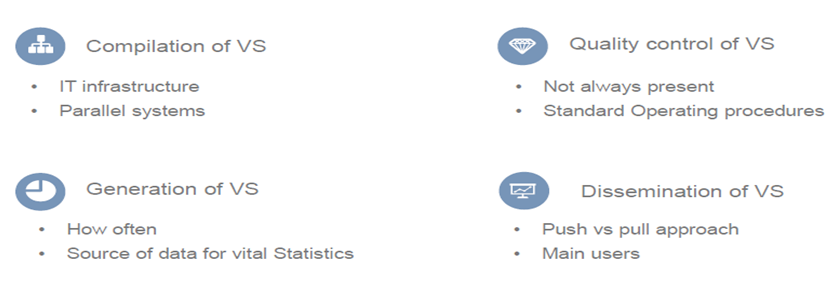 Compilation of VS
• IT infrastructure
• Parallel systems
Quality control of VS
• Not always present
• Standard Operating procedures
Generation of VS
• How often
• Source of data for vital Statistics
Dissemination of VS
• Push vs pull approach
• Main users